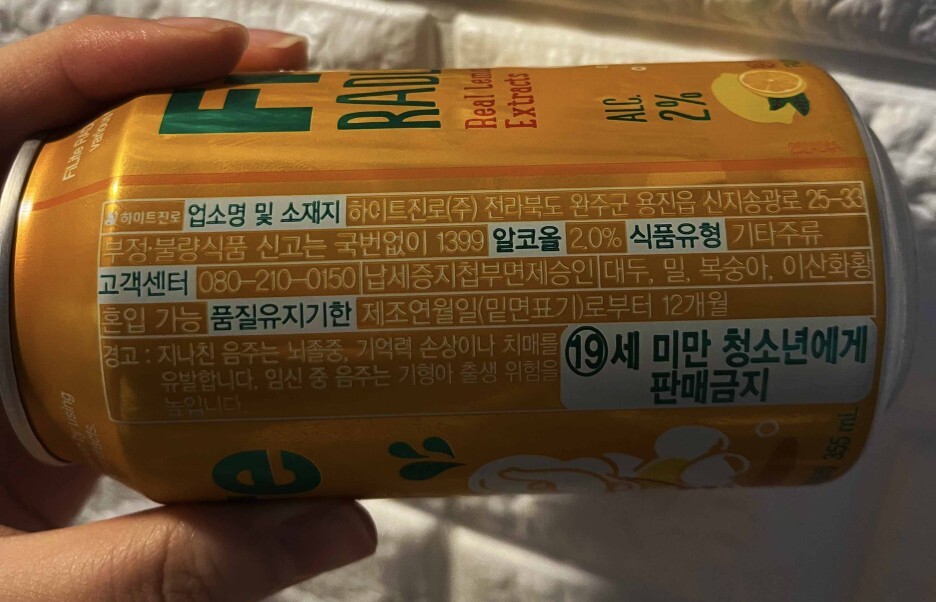 RADL
Real Lem
Extracts
ALC.
2%
FiLite RA
하이트진로 업소명 및 소재지 하이트진로(주) 전라북도 완주군 용진읍 신지송광로 25-33
부정·불량식품 신고는 국번없이 1399 알코올 2.0% 식품유형 기타주류
고객센터 080-210-0150 납세증지첩부면제승인 대두, 밀, 복숭아, 이산화황
혼입 가능 품질유지기한 제조연월일(밑면표기)로부터 12개월
경고 : 지나친 음주는 뇌졸중, 기억력 손상이나 치매를
유발합니다. 임신 중 음주는 기형아 출생 위험을
높입니다.
19세 미만 청소년에게
판매금지
by using
e
355 mL